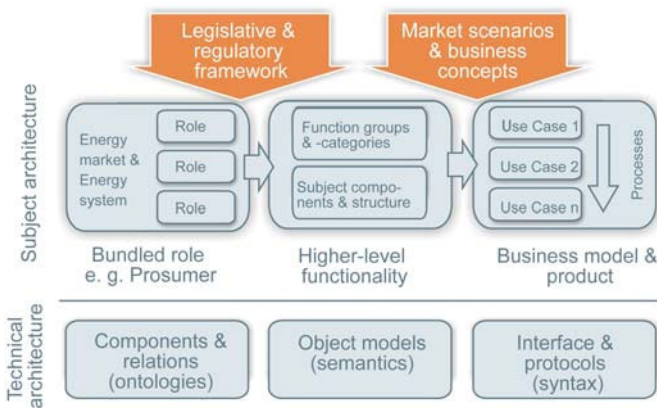 Legislative &
regulatory
framework
Market scenarios
& business
concepts
Subject architecture
Energy
market &
Energy
system
Role
Role
Role
Function groups
& -categories
Subject compo-
nents & structure
Use Case 1
Use Case 2
Use Case n
Processes
Bundled role
e. g. Prosumer
Higher-level
functionality
Business model &
product
Technical
architecture
Components &
relations
(ontologies)
Object models
(semantics)
Interface &
protocols
(syntax)